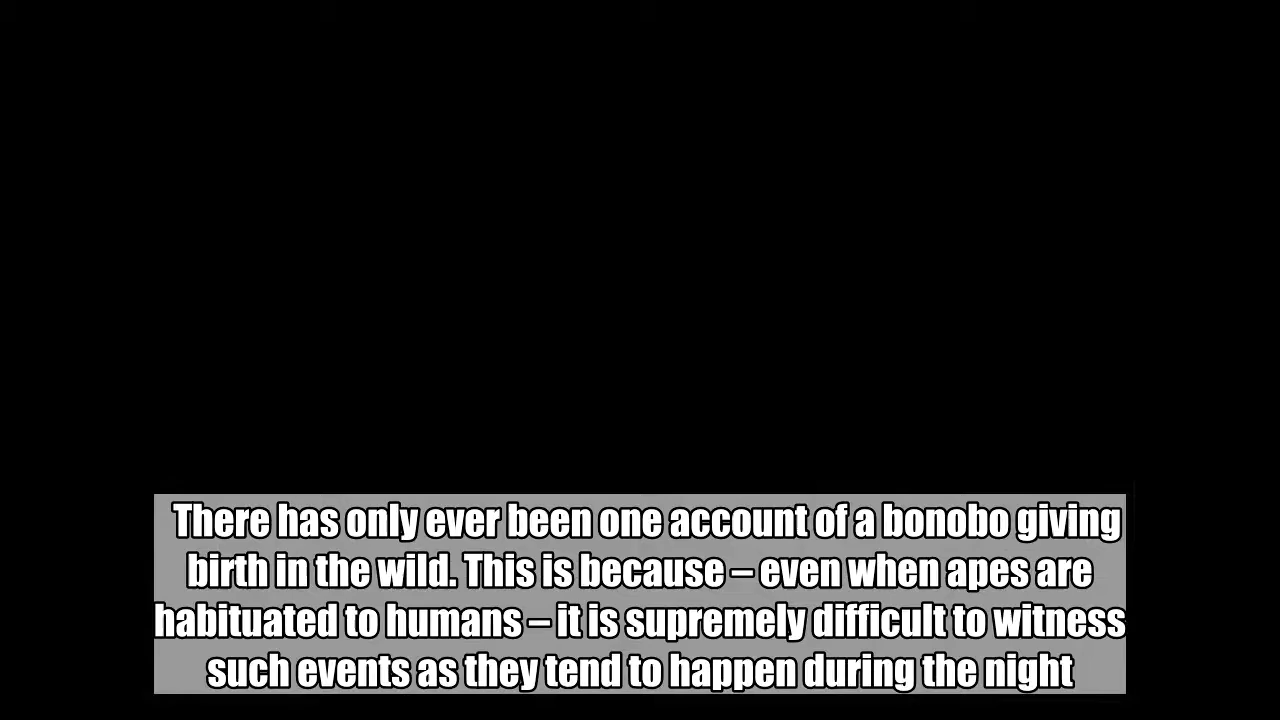 There has only ever been one account of a bonobo giving
birth in the wild. This is because – even when apes are
habituated to humans – it is supremely difficult to witness
such events as they tend to happen during the night